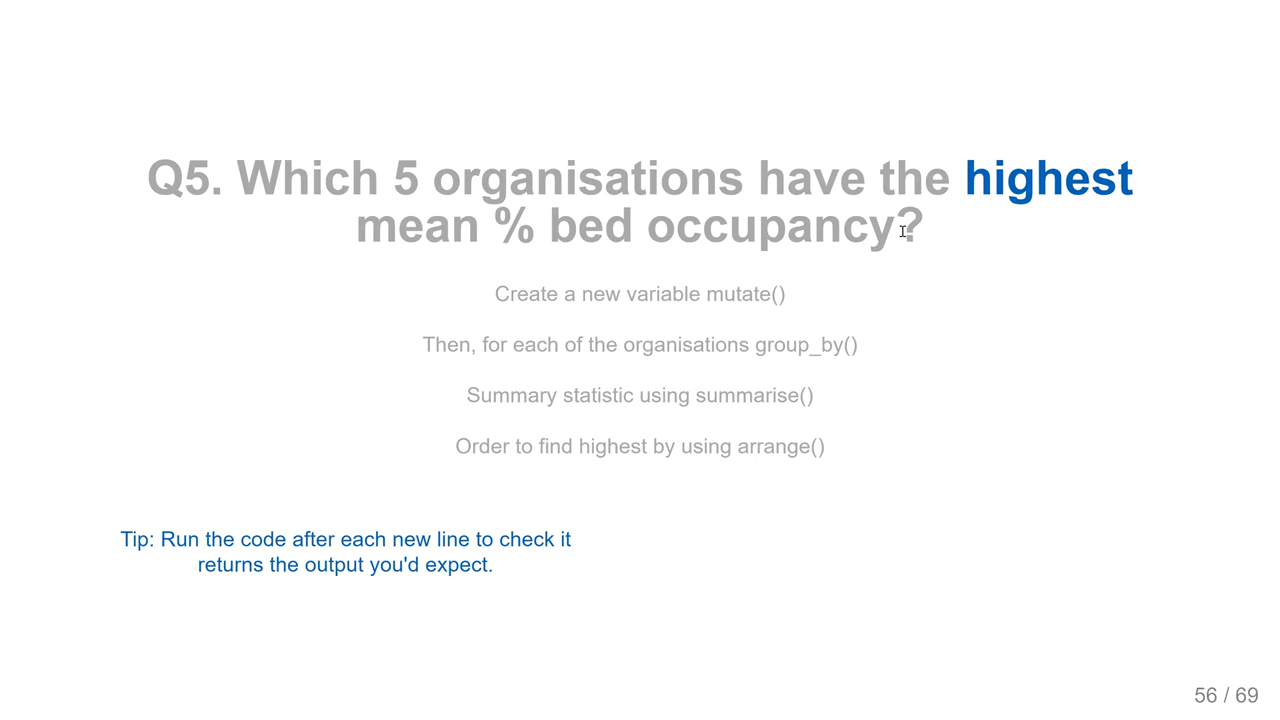 Q5. Which 5 organisations have the highest
mean % bed occupancy?
Create a new variable mutate()
Then, for each of the organisations group_by()
Summary statistic using summarise()
Order to find highest by using arrange()
Tip: Run the code after each new line to check it
returns the output you'd expect.
56 / 69